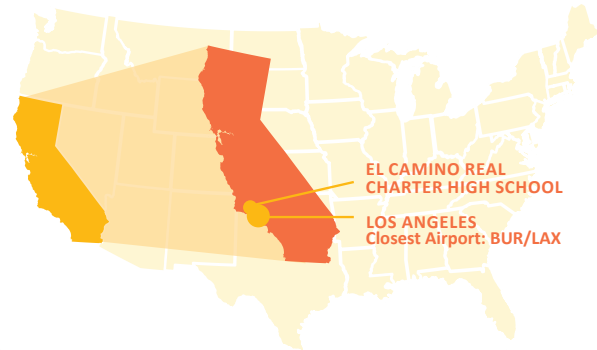 EL CAMINO REAL
CHARTER HIGH SCHOOL
LOS ANGELES
Closest Airport: BUR/LAX